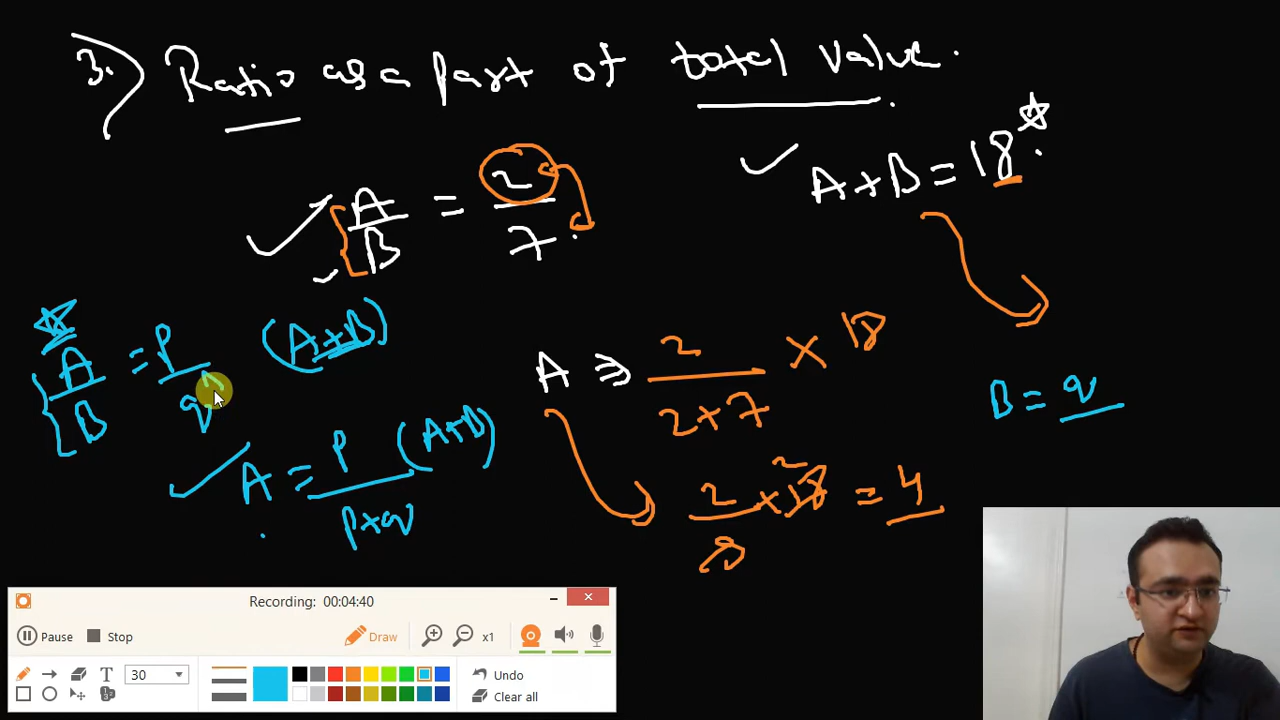 3.) Ratio as a part of total value.
A/B = 2/7
A+B = 18
A/B = p/q (A+B)
A ⇒ 2/(2+7) × 18
B = q
A = p/(p+q) (A+B)
2/9 × 18 2 = 4
Recording: 00:04:40
Pause Stop Draw x1
T 30 Undo
Clear all